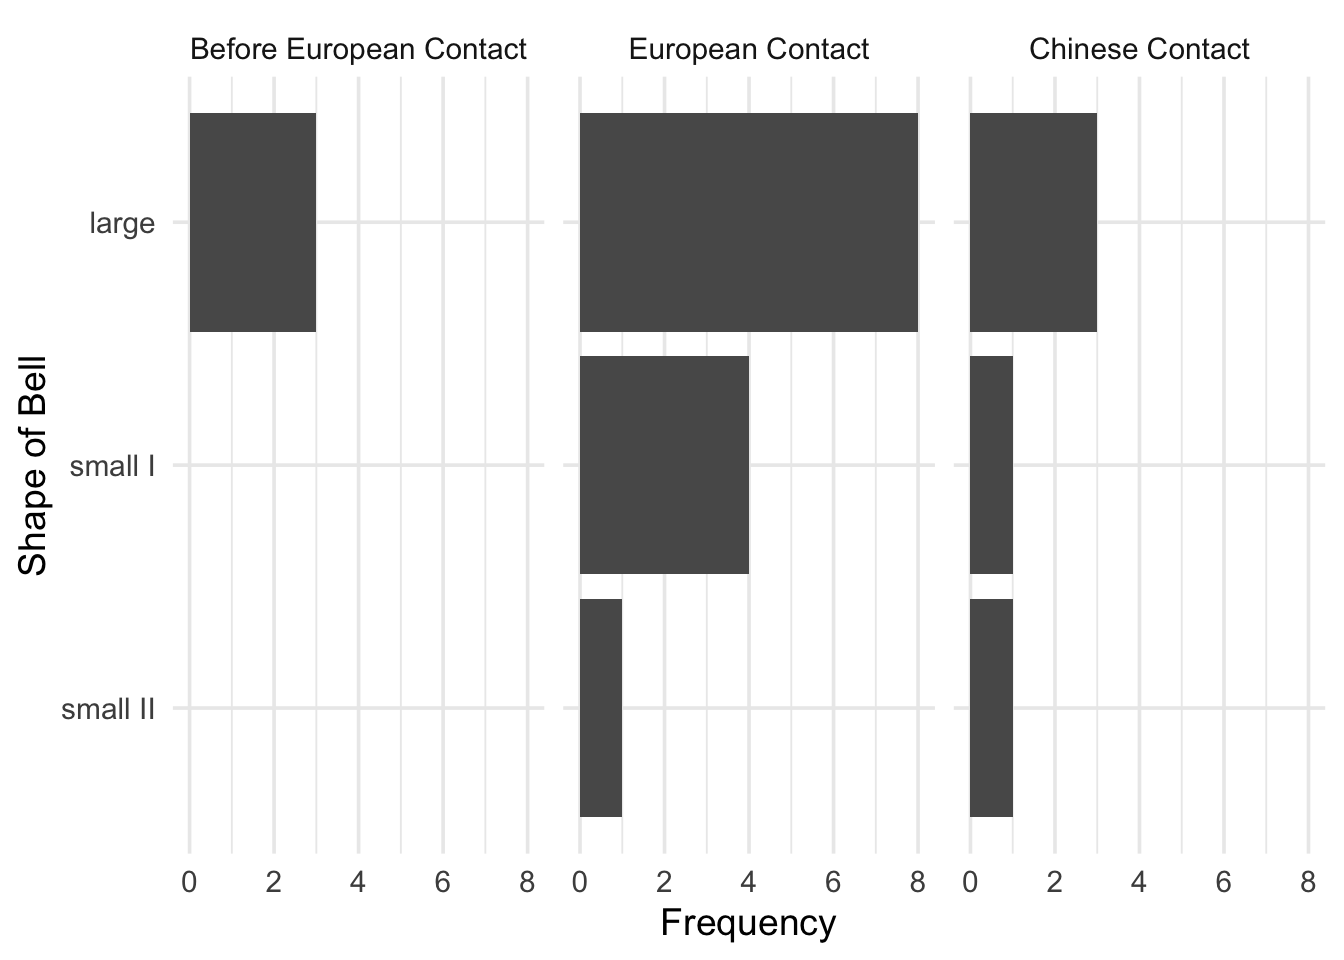 Before European Contact
European Contact
Chinese Contact
large
small I
small II
Shape of Bell
0 2 4 6 8
0 2 4 6 8
0 2 4 6 8
Frequency